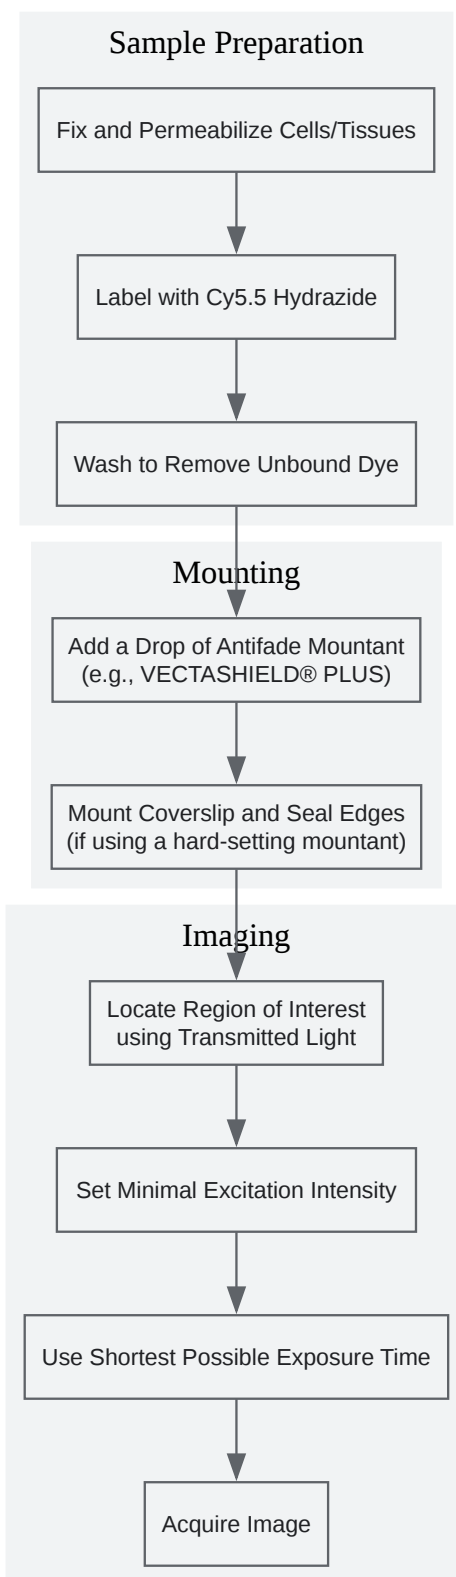 Sample Preparation
Fix and Permeabilize Cells/Tissues
Label with Cy5.5 Hydrazide
Wash to Remove Unbound Dye
Mounting
Add a Drop of Antifade Mountant
(e.g., VECTASHIELD® PLUS)
Mount Coverslip and Seal Edges
(if using a hard-setting mountant)
Imaging
Locate Region of Interest
using Transmitted Light
Set Minimal Excitation Intensity
Use Shortest Possible Exposure Time
Acquire Image